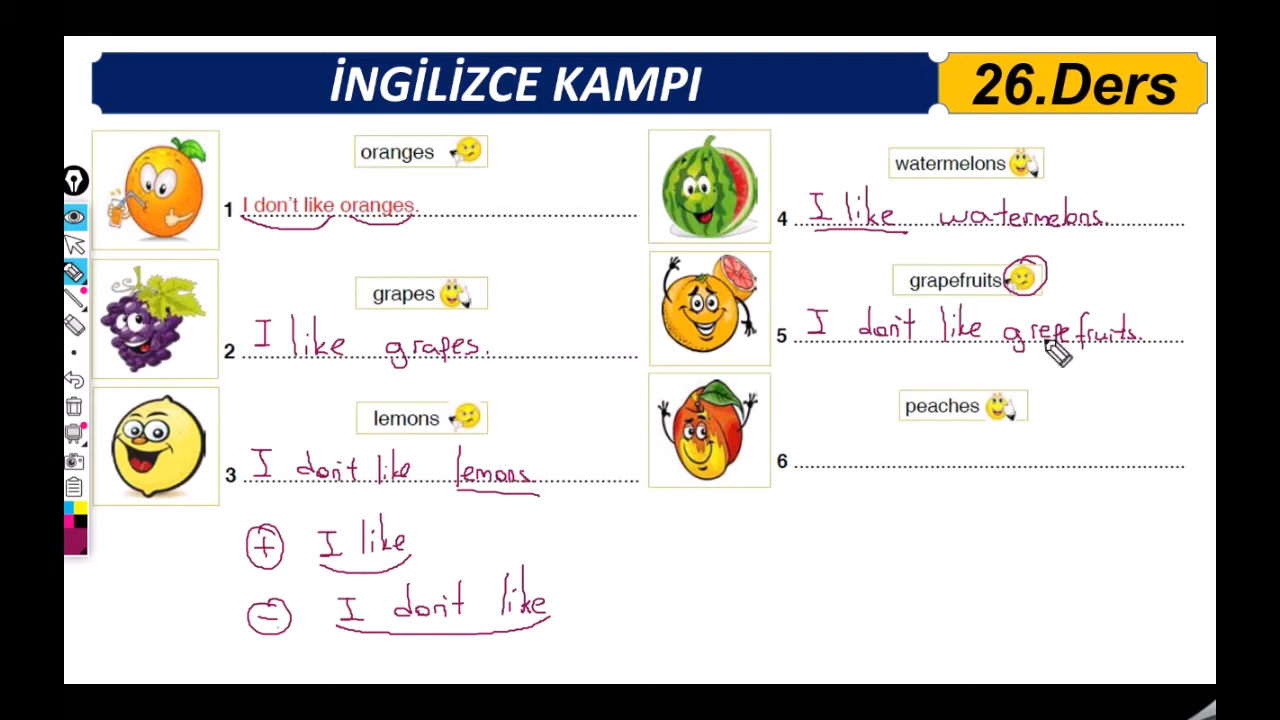 İNGİLİZCE KAMPI
26.Ders
oranges
1 I don't like oranges.
grapes
2 I like grapes.
lemons
3 I don't like lemons.
+ I like
- I don't like
watermelons
4 I like watermelons.
grapefruits
5 I don't like grepefruits.
peaches
6